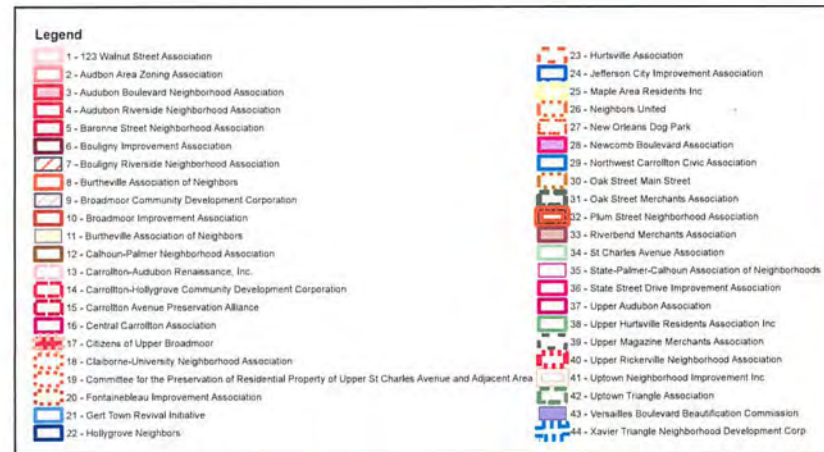 Legend
1 - 123 Walnut Street Association
2 - Audbon Area Zoning Association
3 - Audubon Boulevard Neighborhood Association
4 - Audubon Riverside Neighborhood Association
5 - Baronne Street Neighborhood Association
6 - Bouligny Improvement Association
7 - Bouligny Riverside Neighborhood Association
8 - Burtheville Association of Neighbors
9 - Broadmoor Community Development Corporation
10 - Broadmoor Improvement Association
11 - Burtheville Association of Neighbors
12 - Calhoun-Palmer Neighborhood Association
13 - Carrollton-Audubon Renaissance, Inc.
14 - Carrollton-Hollygrove Community Development Corporation
15 - Carrollton Avenue Preservation Alliance
16 - Central Carrollton Association
17 - Citizens of Upper Broadmoor
18 - Claiborne-University Neighborhood Association
19 - Committee for the Preservation of Residential Property of Upper St Charles Avenue and Adjacent Area
20 - Fontainebleau Improvement Association
21 - Gert Town Revival Initiative
22 - Hollygrove Neighbors
23 - Hurtsville Association
24 - Jefferson City Improvement Association
25 - Maple Area Residents Inc
26 - Neighbors United
27 - New Orleans Dog Park
28 - Newcomb Boulevard Association
29 - Northwest Carrollton Civic Association
30 - Oak Street Main Street
31 - Oak Street Merchants Association
32 - Plum Street Neighborhood Association
33 - Riverbend Merchants Association
34 - St Charles Avenue Association
35 - State-Palmer-Calhoun Association of Neighborhoods
36 - State Street Drive Improvement Association
37 - Upper Audubon Association
38 - Upper Hurtsville Residents Association Inc
39 - Upper Magazine Merchants Association
40 - Upper Rickerville Neighborhood Association
41 - Uptown Neighborhood Improvement Inc
42 - Uptown Triangle Association
43 - Versailles Boulevard Beautification Commission
44 - Xavier Triangle Neighborhood Development Corp